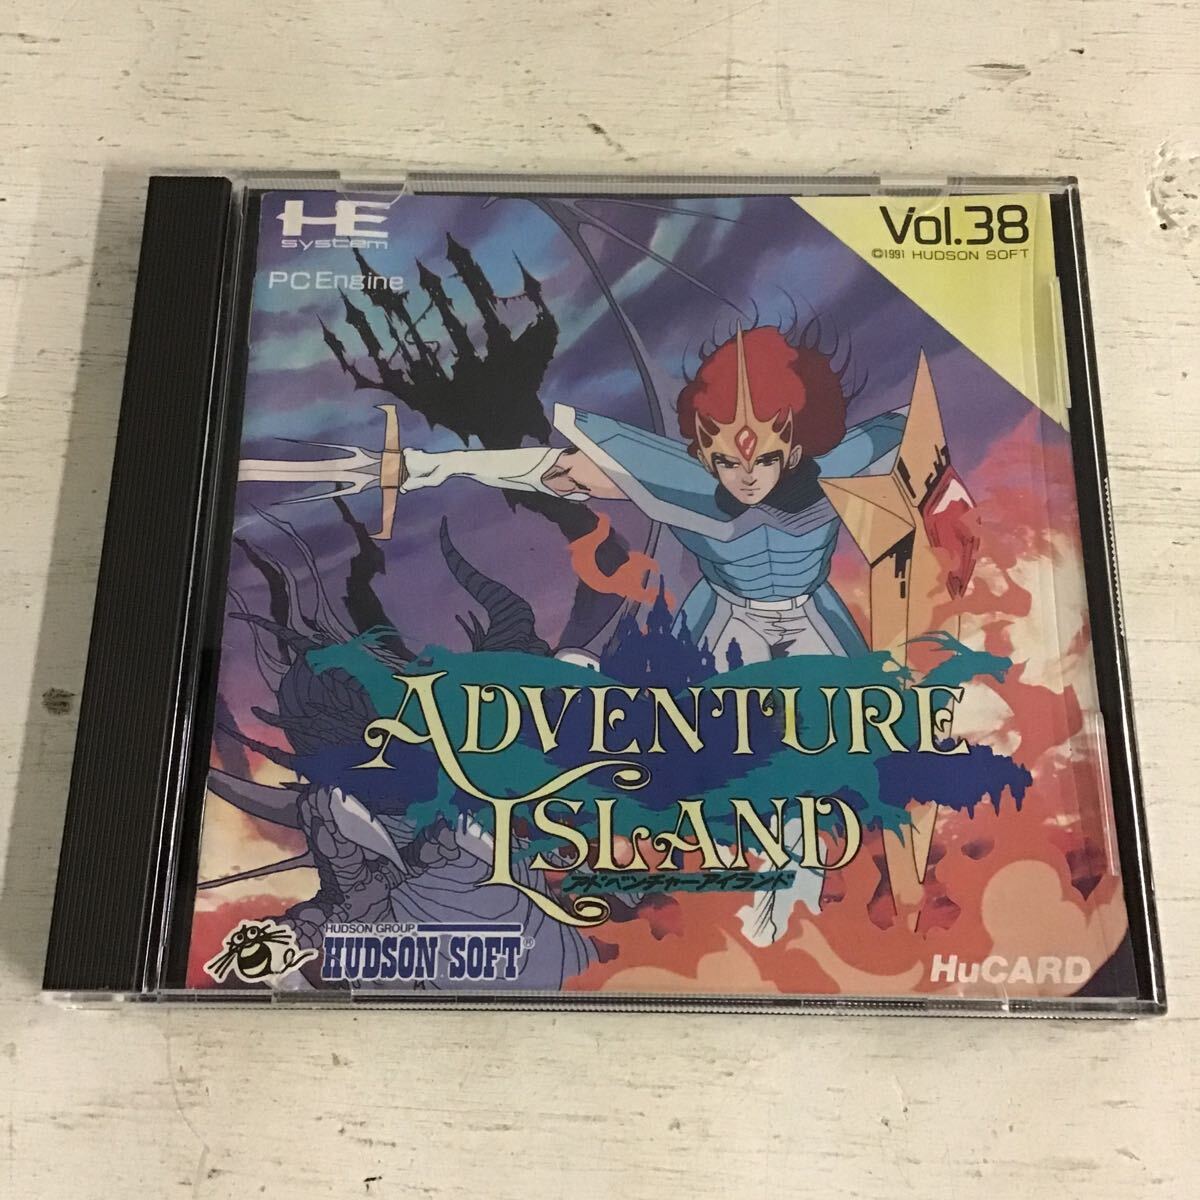 HE
system
PC Engine
Vol.38
©1991 HUDSON SOFT
ADVENTURE
ISLAND
アドベンチャーアイランド
HUDSON GROUP
HUDSON SOFT®
HuCARD